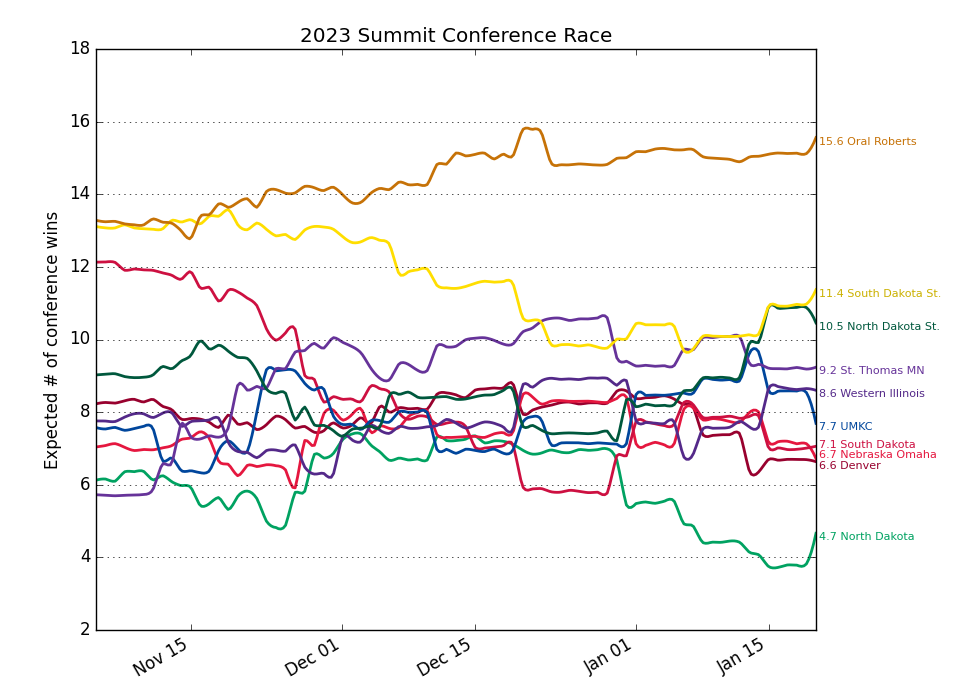 2023 Summit Conference Race
Expected # of conference wins
18
16
14
12
10
8
6
4
2
Nov 15
Dec 01
Dec 15
Jan 01
Jan 15
15.6 Oral Roberts
11.4 South Dakota St.
10.5 North Dakota St.
9.2 St. Thomas MN
8.6 Western Illinois
7.7 UMKC
7.1 South Dakota
6.7 Nebraska Omaha
6.6 Denver
4.7 North Dakota